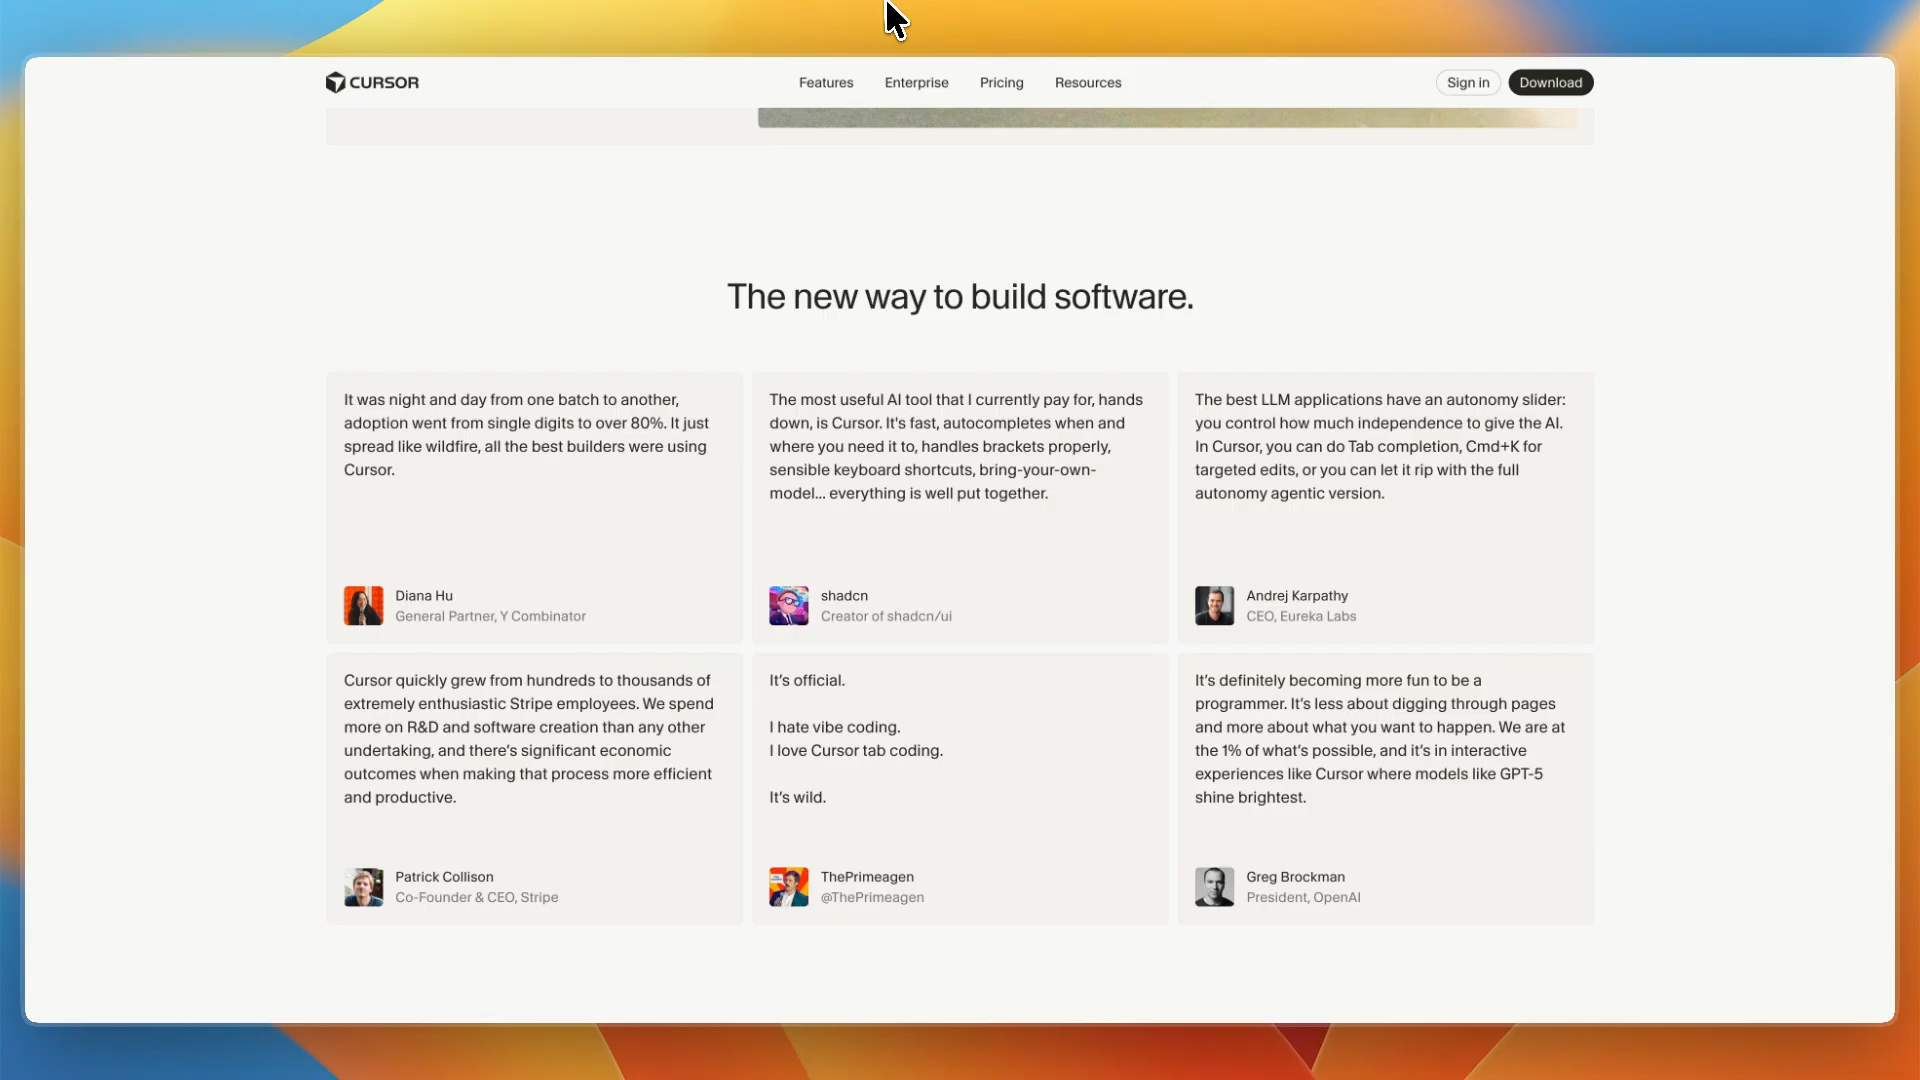 CURSOR
Features
Enterprise
Pricing
Resources
Sign in
Download
The new way to build software.
It was night and day from one batch to another,
adoption went from single digits to over 80%. It just
spread like wildfire, all the best builders were using
Cursor.
Diana Hu
General Partner, Y Combinator
The most useful AI tool that I currently pay for, hands
down, is Cursor. It's fast, autocompletes when and
where you need it to, handles brackets properly,
sensible keyboard shortcuts, bring-your-own-
model... everything is well put together.
shadcn
Creator of shadcn/ui
The best LLM applications have an autonomy slider:
you control how much independence to give the AI.
In Cursor, you can do Tab completion, Cmd+K for
targeted edits, or you can let it rip with the full
autonomy agentic version.
Andrej Karpathy
CEO, Eureka Labs
Cursor quickly grew from hundreds to thousands of
extremely enthusiastic Stripe employees. We spend
more on R&D and software creation than any other
undertaking, and there's significant economic
outcomes when making that process more efficient
and productive.
Patrick Collison
Co-Founder & CEO, Stripe
It's official.
I hate vibe coding.
I love Cursor tab coding.
It's wild.
ThePrimeagen
@ThePrimeagen
It's definitely becoming more fun to be a
programmer. It's less about digging through pages
and more about what you want to happen. We are at
the 1% of what's possible, and it's in interactive
experiences like Cursor where models like GPT-5
shine brightest.
Greg Brockman
President, OpenAI